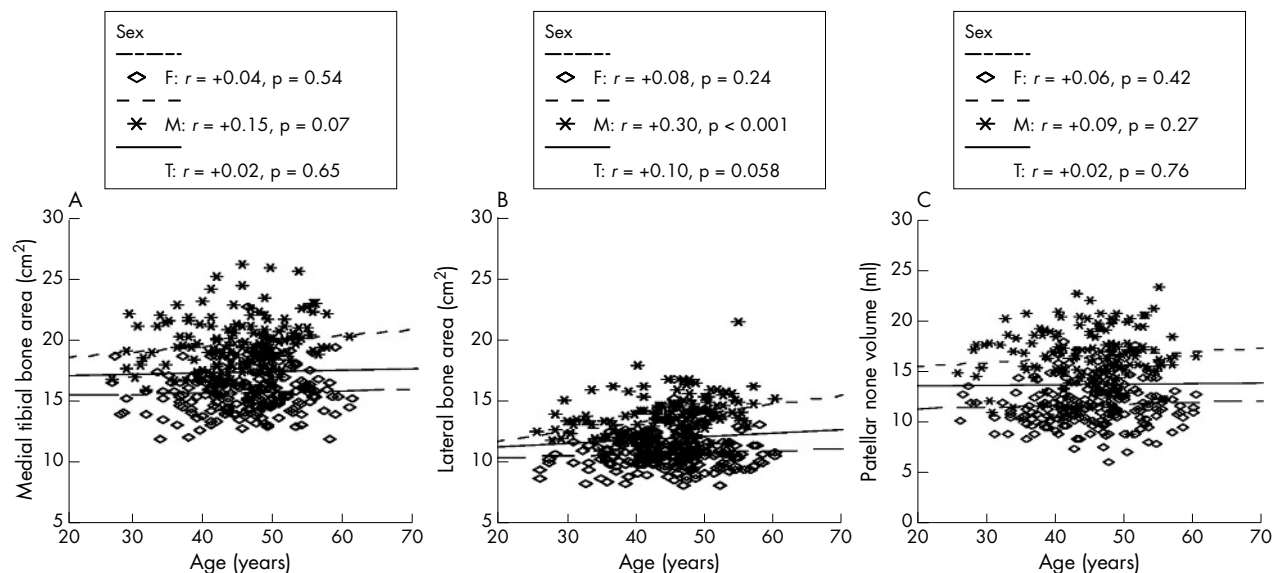 Sex
F: r = +0.04, p = 0.54
M: r = +0.15, p = 0.07
T: r = +0.02, p = 0.65
A
Medial tibial bone area (cm²)
30
25
20
15
10
5
20
30
40
50
60
70
Age (years)
Sex
F: r = +0.08, p = 0.24
M: r = +0.30, p < 0.001
T: r = +0.10, p = 0.058
B
Lateral bone area (cm²)
30
25
20
15
10
5
20
30
40
50
60
70
Age (years)
Sex
F: r = +0.06, p = 0.42
M: r = +0.09, p = 0.27
T: r = +0.02, p = 0.76
C
Patellar none volume (ml)
30
25
20
15
10
5
0
20
30
40
50
60
70
Age (years)